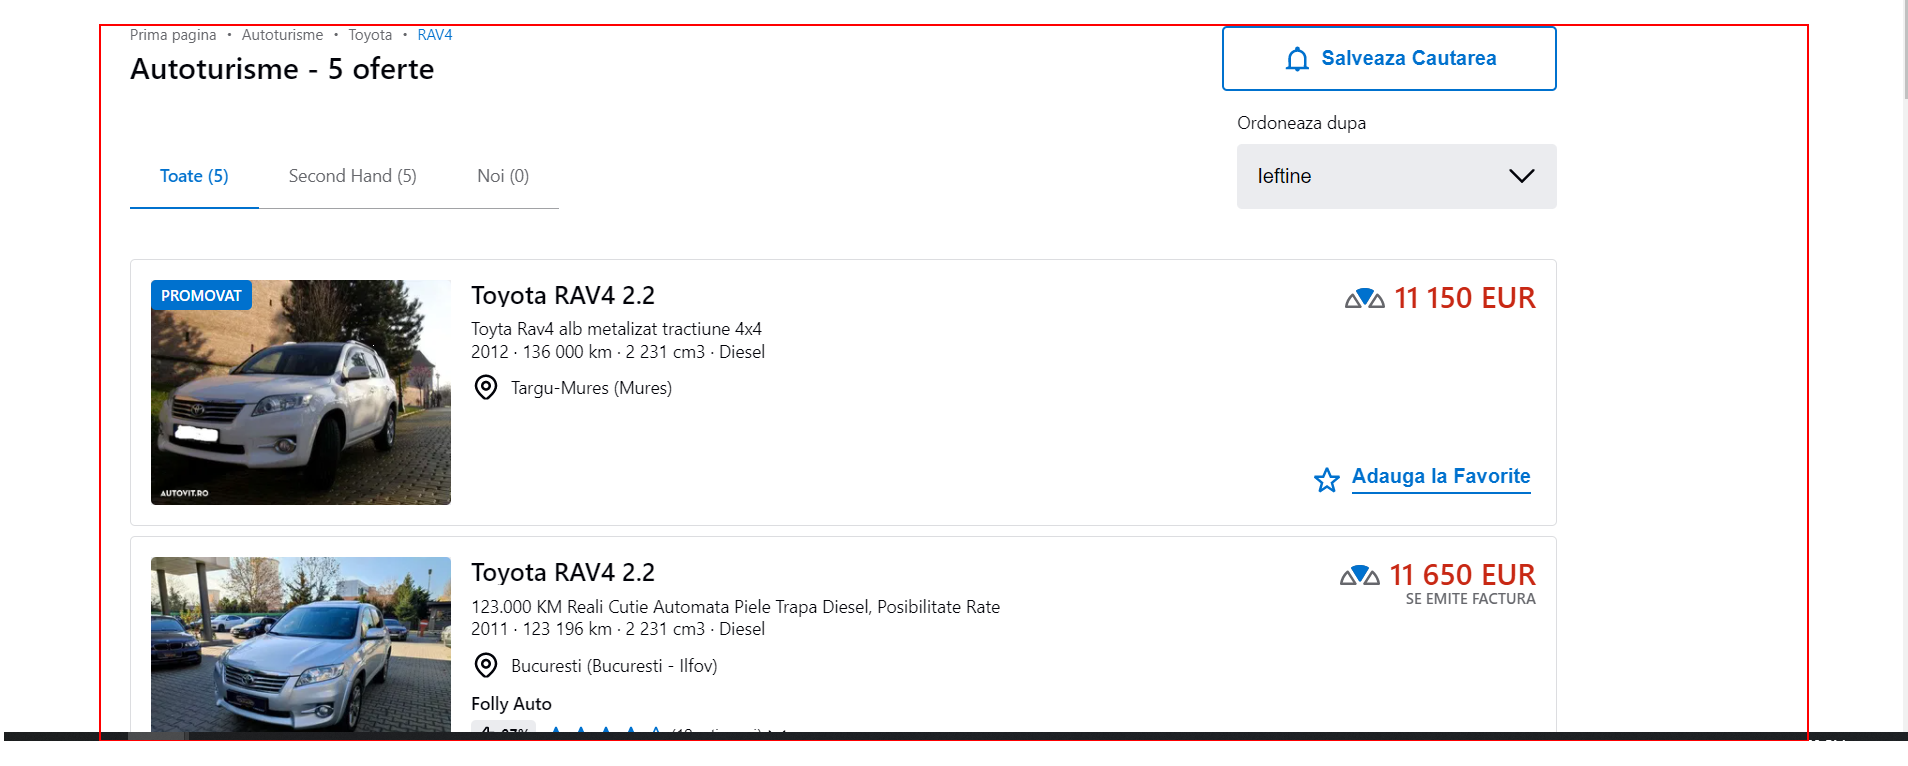 Prima pagina • Autoturisme • Toyota • RAV4
Autoturisme - 5 oferte
Salveaza Cautarea
Ordoneaza dupa
Ieftine
Toate (5) Second Hand (5) Noi (0)
PROMOVAT
AUTOVIT.RO
Toyota RAV4 2.2
11 150 EUR
Toyta Rav4 alb metalizat tractiune 4x4
2012 · 136 000 km · 2 231 cm3 · Diesel
Targu-Mures (Mures)
Adauga la Favorite
Toyota RAV4 2.2
11 650 EUR
SE EMITE FACTURA
123.000 KM Reali Cutie Automata Piele Trapa Diesel, Posibilitate Rate
2011 · 123 196 km · 2 231 cm3 · Diesel
Bucuresti (Bucuresti - Ilfov)
Folly Auto